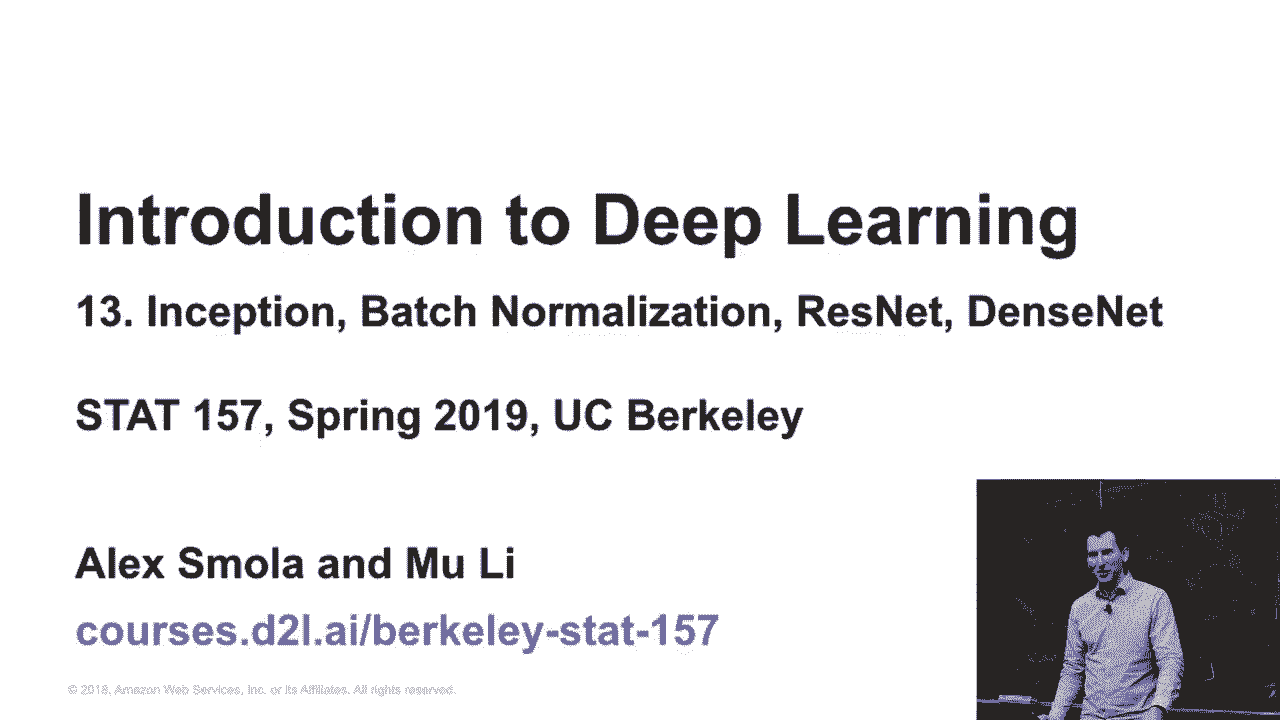 Introduction to Deep Learning
13. Inception, Batch Normalization, ResNet, DenseNet
STAT 157, Spring 2019, UC Berkeley
Alex Smola and Mu Li
courses.d2l.ai/berkeley-stat-157
© 2018, Amazon Web Services, Inc. or its Affiliates. All rights reserved.